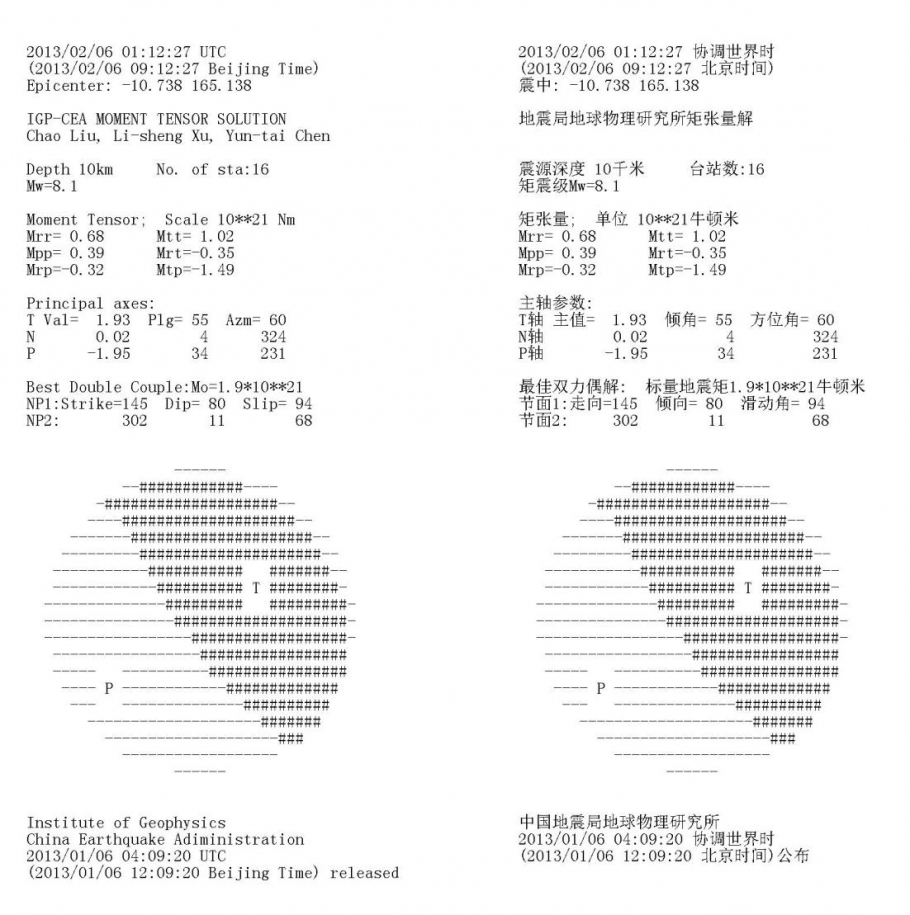 2013/02/06 01:12:27 UTC
(2013/02/06 09:12:27 Beijing Time)
Epicenter: -10.738 165.138
IGP-CEA MOMENT TENSOR SOLUTION
Chao Liu, Li-sheng Xu, Yun-tai Chen
Depth 10km No. of sta:16
Mw=8.1
Moment Tensor; Scale 10**21 Nm
Mrr= 0.68 Mtt= 1.02
Mpp= 0.39 Mrt=-0.35
Mrp=-0.32 Mtp=-1.49
Principal axes:
T Val= 1.93 Plg= 55 Azm= 60
N 0.02 4 324
P -1.95 34 231
Best Double Couple:Mo=1.9*10**21
NP1:Strike=145 Dip= 80 Slip= 94
NP2: 302 11 68
T
P
Institute of Geophysics
China Earthquake Adiministration
2013/01/06 04:09:20 UTC
(2013/01/06 12:09:20 Beijing Time) released
2013/02/06 01:12:27 协调世界时
(2013/02/06 09:12:27 北京时间)
震中: -10.738 165.138
地震局地球物理研究所矩张量解
震源深度 10千米 台站数:16
矩震级Mw=8.1
矩张量; 单位 10**21牛顿米
Mrr= 0.68 Mtt= 1.02
Mpp= 0.39 Mrt=-0.35
Mrp=-0.32 Mtp=-1.49
主轴参数:
T轴 主值= 1.93 倾角= 55 方位角= 60
N轴 0.02 4 324
P轴 -1.95 34 231
最佳双力偶解: 标量地震矩1.9*10**21牛顿米
节面1:走向=145 倾向= 80 滑动角= 94
节面2: 302 11 68
T
P
中国地震局地球物理研究所
2013/01/06 04:09:20 协调世界时
(2013/01/06 12:09:20 北京时间)公布